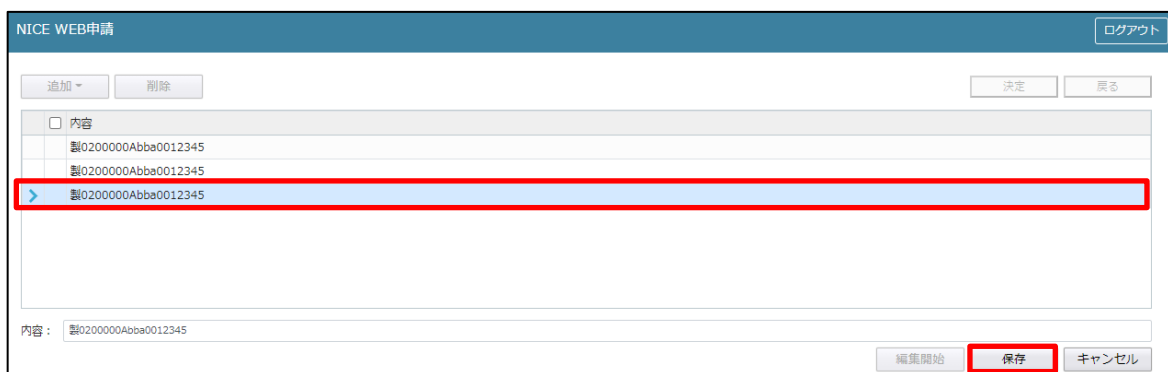 NICE WEB申請 ログアウト
追加 削除 決定 戻る
内容
製0200000Abba0012345
製0200000Abba0012345
製0200000Abba0012345
内容： 製0200000Abba0012345
編集開始 保存 キャンセル